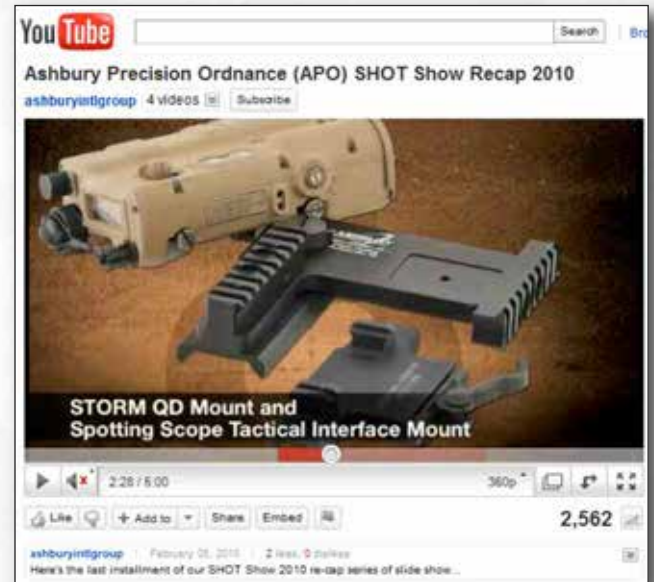 You Tube
Search
Bro
Ashbury Precision Ordnance (APO) SHOT Show Recap 2010
ashburyintlgroup 4 videos Subscribe
STORM QD Mount and
Spotting Scope Tactical Interface Mount
2:28 / 5:00
360p
Like
+ Add to
Share
Embed
2,562
ashburyintlgroup February 2010 2 likes, 0 dislikes
Here's the last installment of our SHOT Show 2010 re-cap series of slide show...